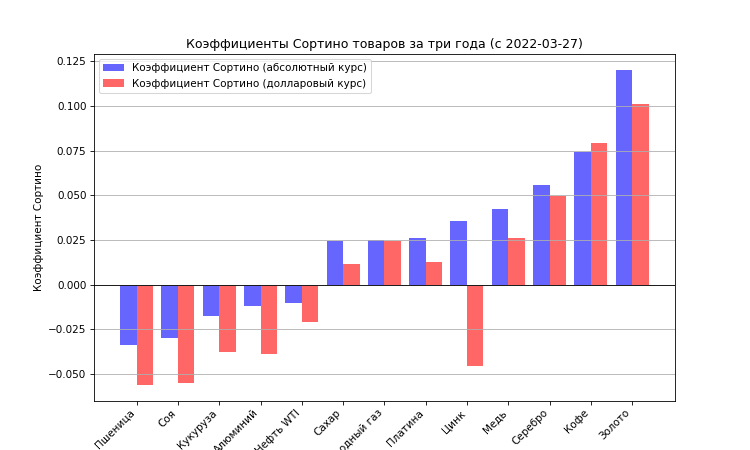 Коэффициенты Сортино товаров за три года (с 2022-03-27)
Коэффициент Сортино (абсолютный курс)
Коэффициент Сортино (долларовый курс)
Коэффициент Сортино
0.125
0.100
0.075
0.050
0.025
0.000
−0.025
−0.050
Пшеница
Соя
Кукуруза
Алюминий
Нефть WTI
Сахар
одный газ
Платина
Цинк
Медь
Серебро
Кофе
Золото